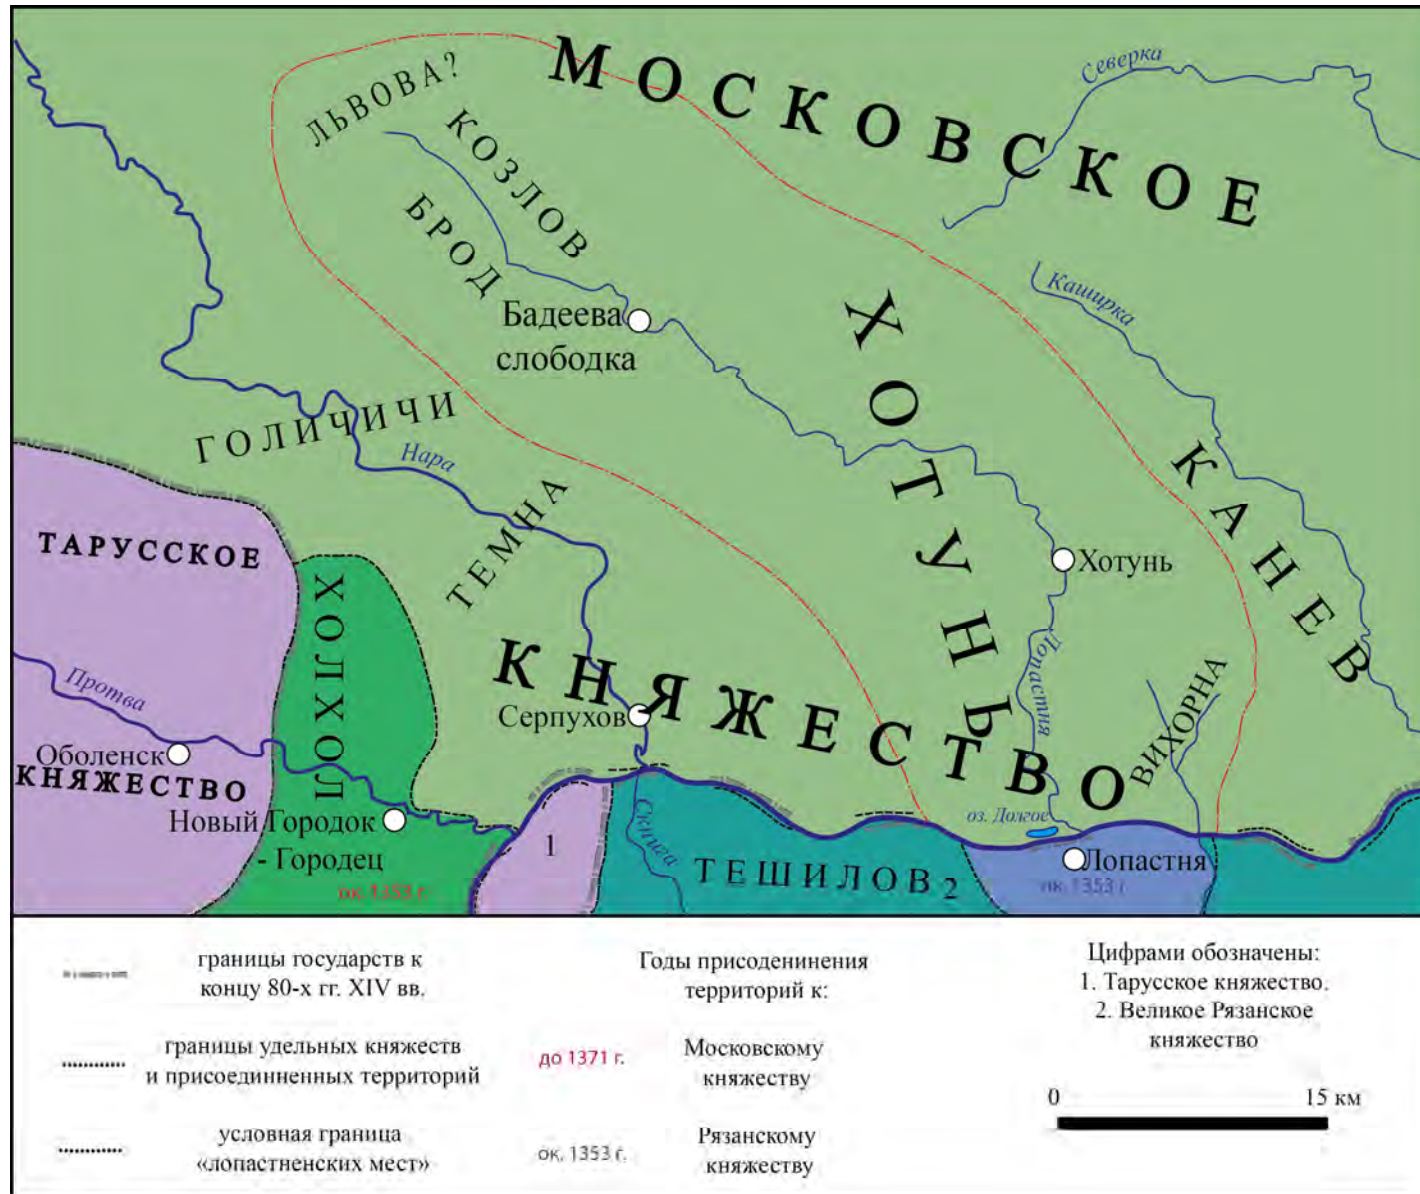 МОСКОВСКОЕ
Северка
ЛЬВОВА?
КОЗЛОВ
БРОД
Бадеева
слободка
Каширка
ХОТУНЬ
ГОЛИЧИЧИ
Нара
КАНЕВ
ТЕМНА
ТАРУССКОЕ
КНЯЖЕСТВО
ХОЛХОЛ
Хотунь
Лопастня
ВИХОРНА
КНЯЖЕСТВО
Протва
Оболенск
Серпухов
Новый Городок
- Городец
ок. 1353 г.
1
Скнига
ТЕШИЛОВ 2
оз. Долгое
Лопастня
ок. 1353 г
границы государств к
концу 80-х гг. XIV вв.
границы удельных княжеств
и присоединненных территорий
условная граница
«лопастненских мест»
Годы присоденинения
территорий к:
до 1371 г.
Московскому
княжеству
ок. 1353 г.
Рязанскому
княжеству
Цифрами обозначены:
1. Тарусское княжество.
2. Великое Рязанское
княжество
0
15 км